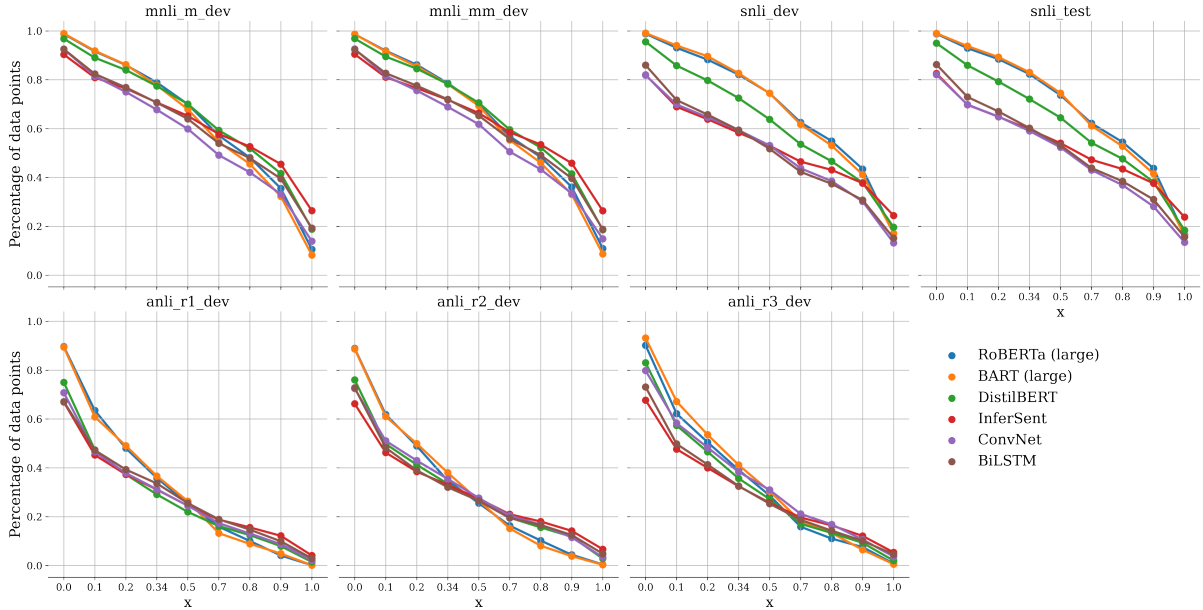 mnli_m_dev
mnli_mm_dev
snli_dev
snli_test
Percentage of data points
1.0
0.8
0.6
0.4
0.2
0.0
0.0 0.1 0.2 0.34 0.5 0.7 0.8 0.9 1.0
x
anli_r1_dev
anli_r2_dev
anli_r3_dev
Percentage of data points
1.0
0.8
0.6
0.4
0.2
0.0
0.0 0.1 0.2 0.34 0.5 0.7 0.8 0.9 1.0
x
0.0 0.1 0.2 0.34 0.5 0.7 0.8 0.9 1.0
x
0.0 0.1 0.2 0.34 0.5 0.7 0.8 0.9 1.0
x
RoBERTa (large)
BART (large)
DistilBERT
InferSent
ConvNet
BiLSTM